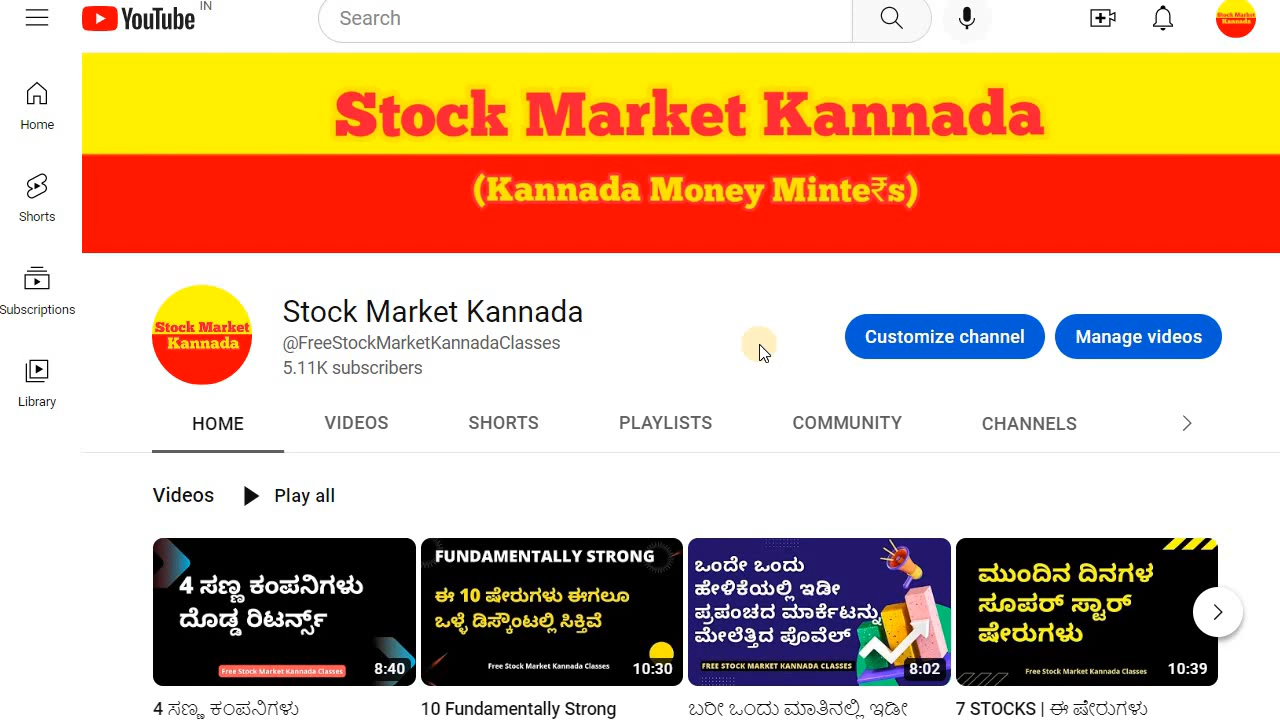 YouTube IN
Search
Stock Market Kannada
(Kannada Money Minte₹s)
Home
Shorts
Subscriptions
Library
Stock Market
Kannada
Stock Market Kannada
@FreeStockMarketKannadaClasses
5.11K subscribers
Customize channel
Manage videos
HOME
VIDEOS
SHORTS
PLAYLISTS
COMMUNITY
CHANNELS
Videos
Play all
4 ಸಣ್ಣ ಕಂಪನಿಗಳು
ದೊಡ್ಡ ರಿಟರ್ನ್ಸ್
Free Stock Market Kannada Classes
8:40
FUNDAMENTALLY STRONG
ಈ 10 ಷೇರುಗಳು ಈಗಲೂ
ಒಳ್ಳೆ ಡಿಸ್ಕೌಂಟಲ್ಲಿ ಸಿಕ್ತಿವೆ
Free Stock Market Kannada Classes
10:30
ಒಂದೇ ಒಂದು
ಹೇಳಿಕೆಯಲ್ಲಿ ಇಡೀ
ಪ್ರಪಂಚದ ಮಾರ್ಕೆಟನ್ನು
ಮೇಲೆತ್ತಿದ ಪೊವೆಲ್
FREE STOCK MARKET KANNADA CLASSES
8:02
ಮುಂದಿನ ದಿನಗಳ
ಸೂಪರ್ ಸ್ಟಾರ್
ಷೇರುಗಳು
Free Stock Market Kannada Classes
10:39
4 ಸಣ್ಣ ಕಂಪನಿಗಳು
10 Fundamentally Strong
ಬರೀ ಒಂದು ಮಾತಿನಲ್ಲಿ ಇಡೀ
7 STOCKS | ಈ ಷೇರುಗಳು